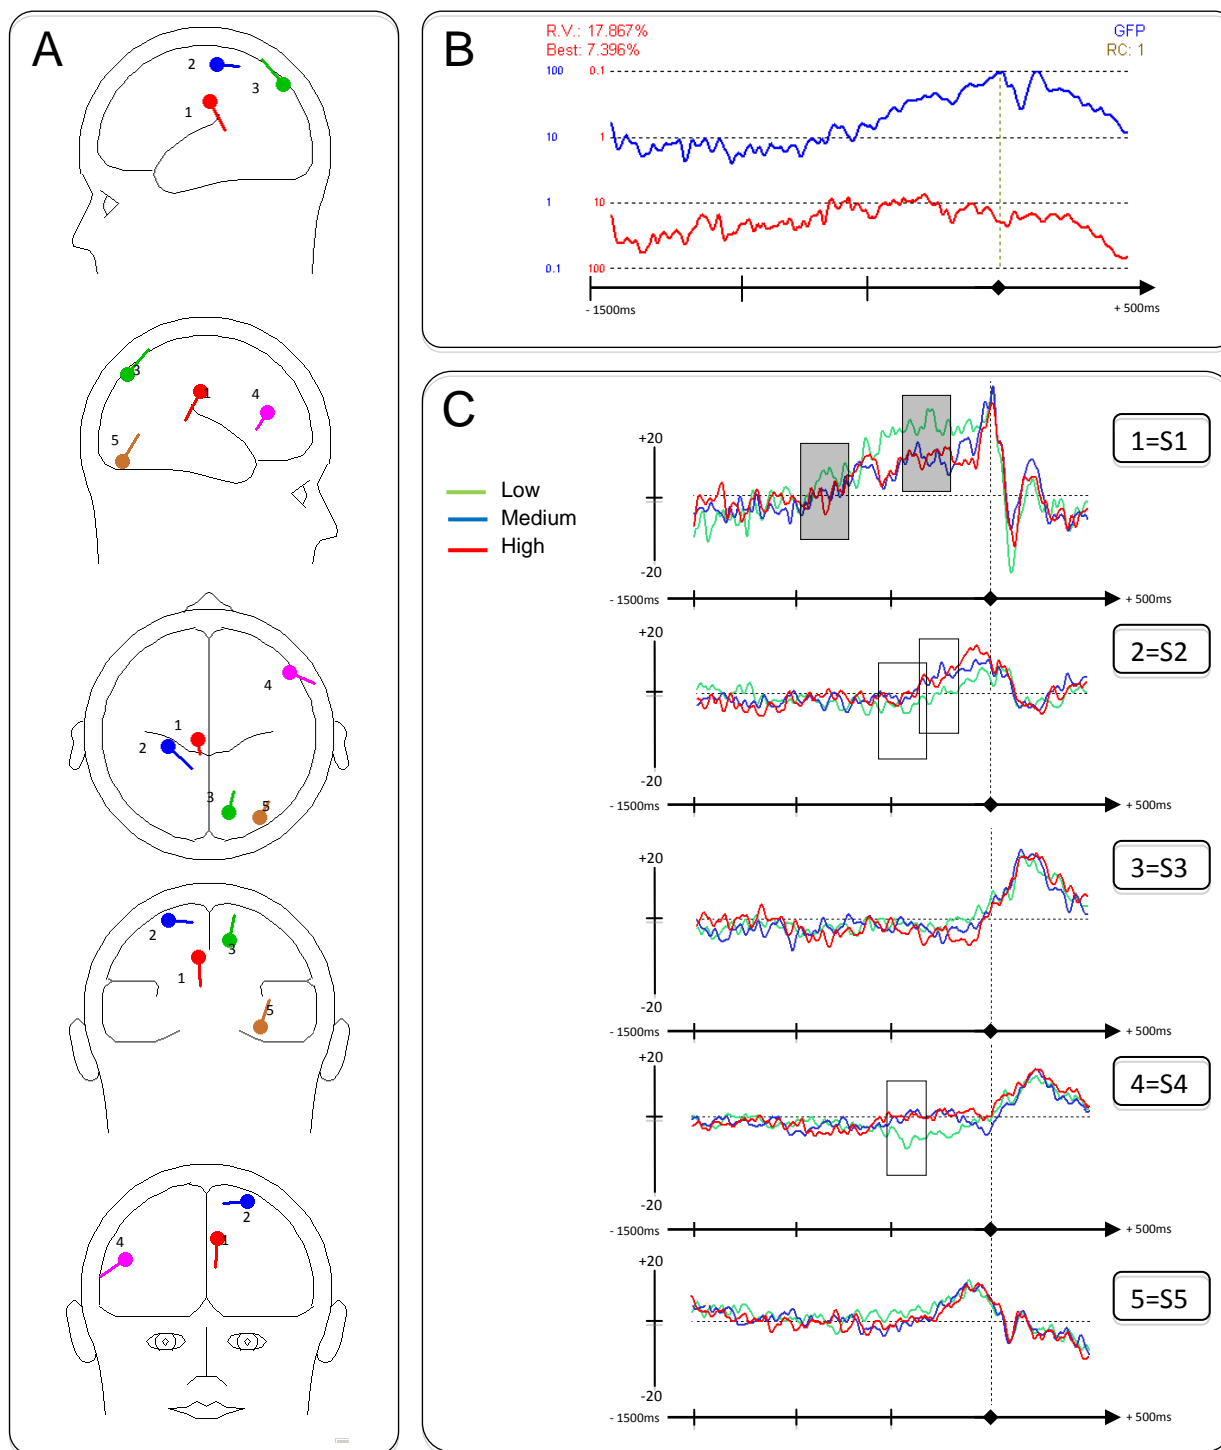 A
2
3
1
3
1
4
5
4
1
2
3
5
2
3
1
5
2
4
1
B
R.V.: 17.867%
Best: 7.396%
GFP
RC: 1
100 0.1
10 1
1 10
0.1 100
- 1500ms
+ 500ms
C
Low
Medium
High
+20
-20
- 1500ms
+ 500ms
1=S1
+20
-20
- 1500ms
+ 500ms
2=S2
+20
-20
- 1500ms
+ 500ms
3=S3
+20
-20
- 1500ms
+ 500ms
4=S4
+20
-20
- 1500ms
+ 500ms
5=S5